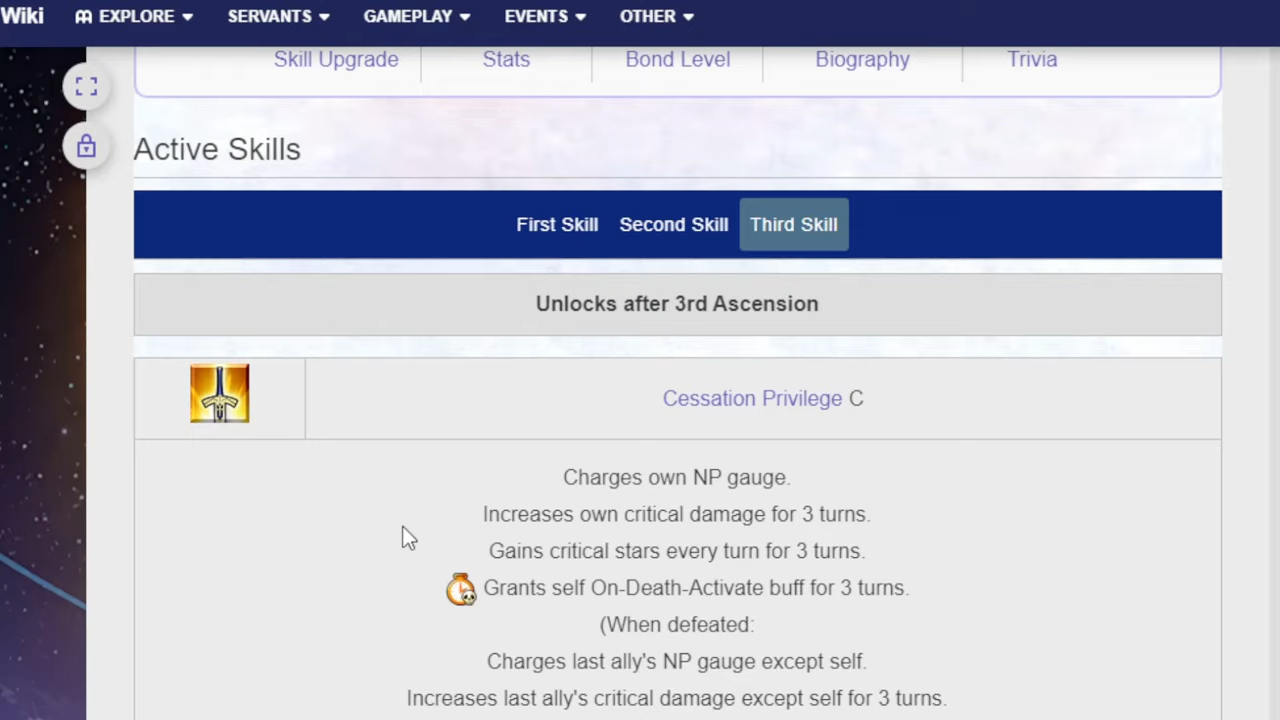 Wiki EXPLORE SERVANTS GAMEPLAY EVENTS OTHER
Skill Upgrade Stats Bond Level Biography Trivia
Active Skills
First Skill Second Skill Third Skill
Unlocks after 3rd Ascension
Cessation Privilege C
Charges own NP gauge.
Increases own critical damage for 3 turns.
Gains critical stars every turn for 3 turns.
Grants self On-Death-Activate buff for 3 turns.
(When defeated:
Charges last ally's NP gauge except self.
Increases last ally's critical damage except self for 3 turns.